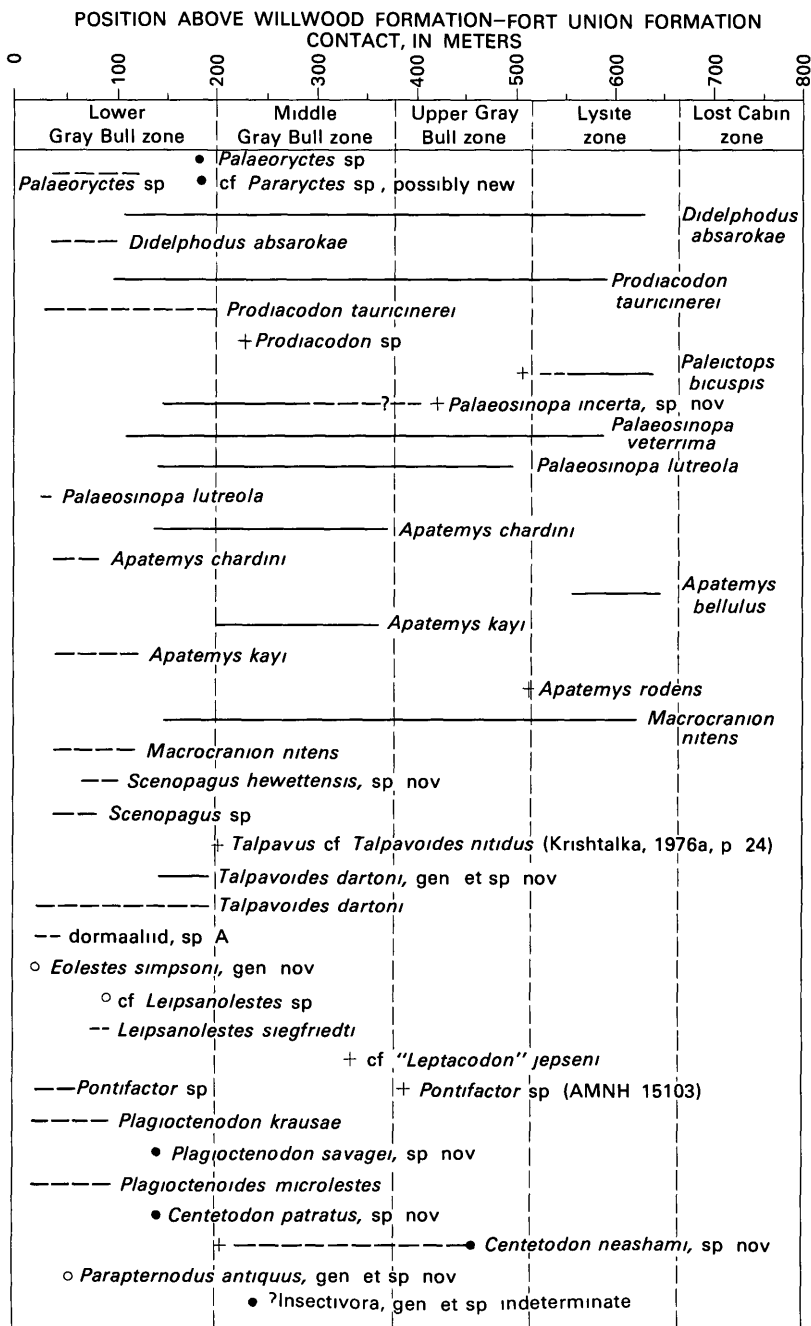 POSITION ABOVE WILLWOOD FORMATION–FORT UNION FORMATION
CONTACT, IN METERS
0 100 200 300 400 500 600 700 800
Lower Gray Bull zone
Middle Gray Bull zone
Upper Gray Bull zone
Lysite zone
Lost Cabin zone
Palaeoryctes sp
Palaeoryctes sp
cf Pararyctes sp, possibly new
Didelphodus
absarokae
Didelphodus absarokae
Prodiacodon
tauricinerei
Prodiacodon tauricinerei
+ Prodiacodon sp
+ Paleictops
bicuspis
? + Palaeosinopa incerta, sp nov
Palaeosinopa
veterrima
Palaeosinopa lutreola
Palaeosinopa lutreola
Apatemys chardini
Apatemys chardini
Apatemys
bellulus
Apatemys kayi
Apatemys kayi
+ Apatemys rodens
Macrocranion
nitens
Macrocranion nitens
Scenopagus hewettensis, sp nov
Scenopagus sp
+ Talpavus cf Talpavoides nitidus (Krishtalka, 1976a, p 24)
Talpavoides dartoni, gen et sp nov
Talpavoides dartoni
dormaaliid, sp A
Eolestes simpsoni, gen nov
cf Leipsanolestes sp
Leipsanolestes siegfriedti
+ cf "Leptacodon" jepseni
Pontifactor sp
+ Pontifactor sp (AMNH 15103)
Plagioctenodon krausae
Plagioctenodon savagei, sp nov
Plagioctenoides microlestes
Centetodon patratus, sp nov
+ Centetodon neashami, sp nov
Parapternodus antiquus, gen et sp nov
?Insectivora, gen et sp indeterminate